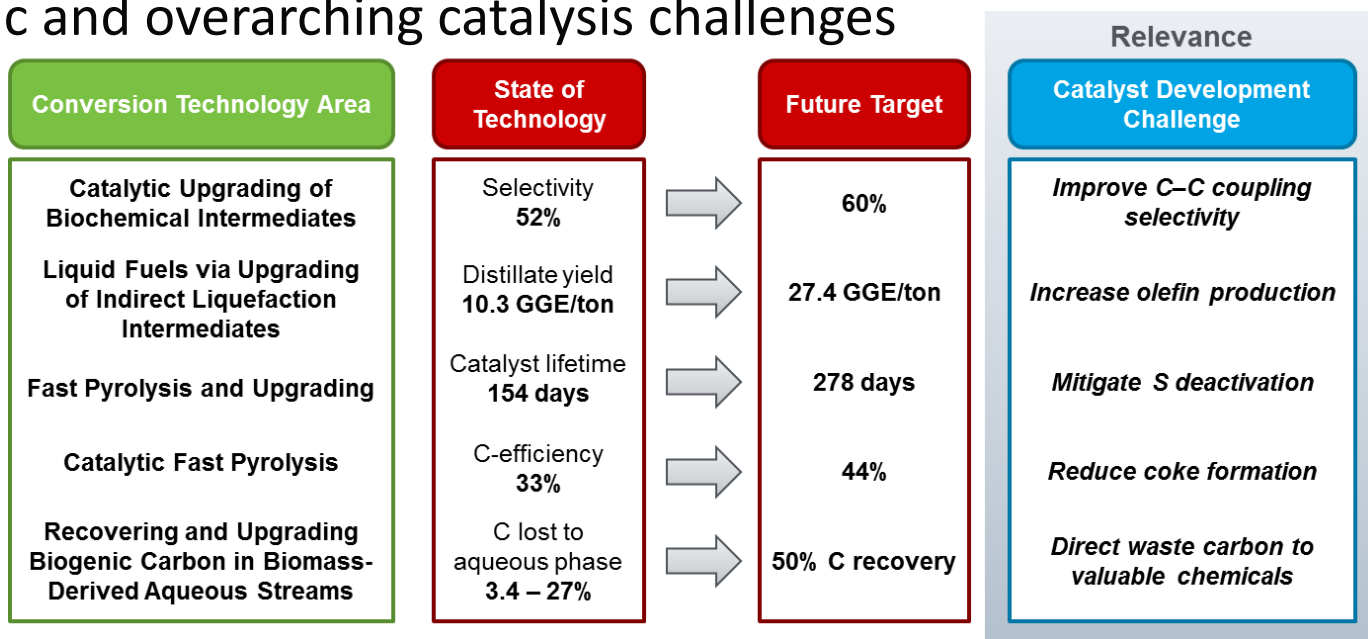 c and overarching catalysis challenges
Relevance
Conversion Technology Area
State of
Technology
Future Target
Catalyst Development
Challenge
Catalytic Upgrading of
Biochemical Intermediates
Selectivity
52%
60%
Improve C–C coupling
selectivity
Liquid Fuels via Upgrading
of Indirect Liquefaction
Intermediates
Distillate yield
10.3 GGE/ton
27.4 GGE/ton
Increase olefin production
Fast Pyrolysis and Upgrading
Catalyst lifetime
154 days
278 days
Mitigate S deactivation
Catalytic Fast Pyrolysis
C-efficiency
33%
44%
Reduce coke formation
Recovering and Upgrading
Biogenic Carbon in Biomass-
Derived Aqueous Streams
C lost to
aqueous phase
3.4 – 27%
50% C recovery
Direct waste carbon to
valuable chemicals